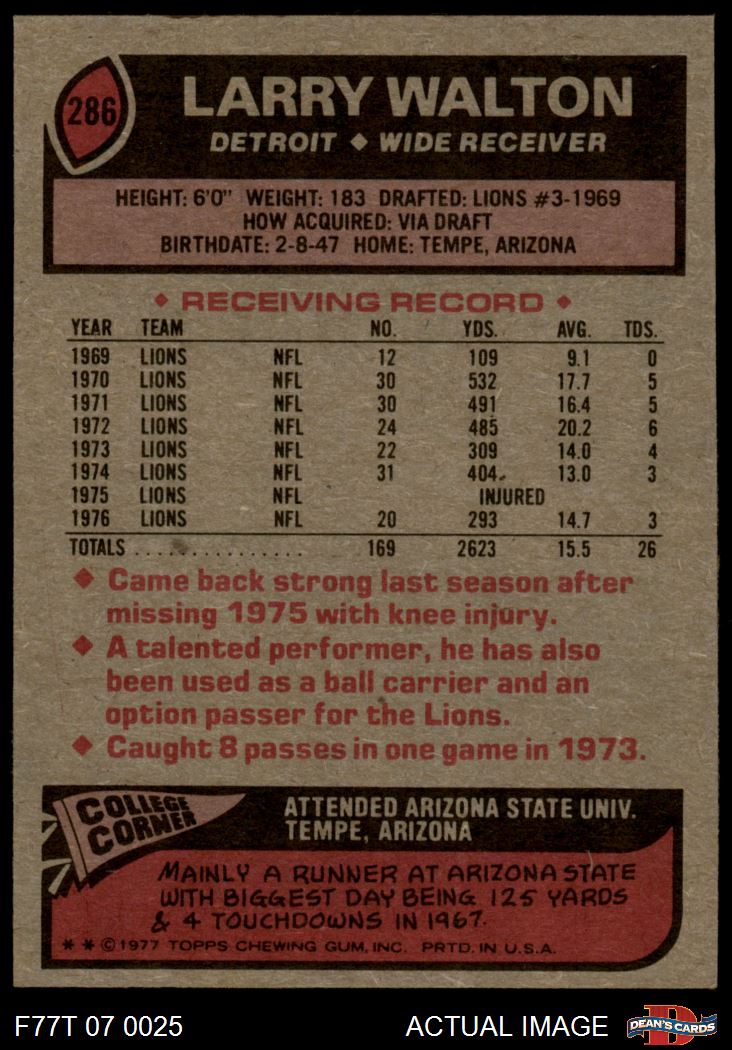 286
LARRY WALTON
DETROIT ◆ WIDE RECEIVER
HEIGHT: 6'0" WEIGHT: 183 DRAFTED: LIONS #3-1969
HOW ACQUIRED: VIA DRAFT
BIRTHDATE: 2-8-47 HOME: TEMPE, ARIZONA
◆ RECEIVING RECORD ◆
YEAR TEAM NO. YDS. AVG. TDS.
1969 LIONS NFL 12 109 9.1 0
1970 LIONS NFL 30 532 17.7 5
1971 LIONS NFL 30 491 16.4 5
1972 LIONS NFL 24 485 20.2 6
1973 LIONS NFL 22 309 14.0 4
1974 LIONS NFL 31 404 13.0 3
1975 LIONS NFL INJURED
1976 LIONS NFL 20 293 14.7 3
TOTALS ............... 169 2623 15.5 26
◆ Came back strong last season after
missing 1975 with knee injury.
◆ A talented performer, he has also
been used as a ball carrier and an
option passer for the Lions.
◆ Caught 8 passes in one game in 1973.
COLLEGE
CORNER
ATTENDED ARIZONA STATE UNIV.
TEMPE, ARIZONA
MAINLY A RUNNER AT ARIZONA STATE
WITH BIGGEST DAY BEING 125 YARDS
& 4 TOUCHDOWNS IN 1967.
* * © 1977 TOPPS CHEWING GUM, INC. PRTD. IN U.S.A.
F77T 07 0025 ACTUAL IMAGE D DEAN'S CARDS